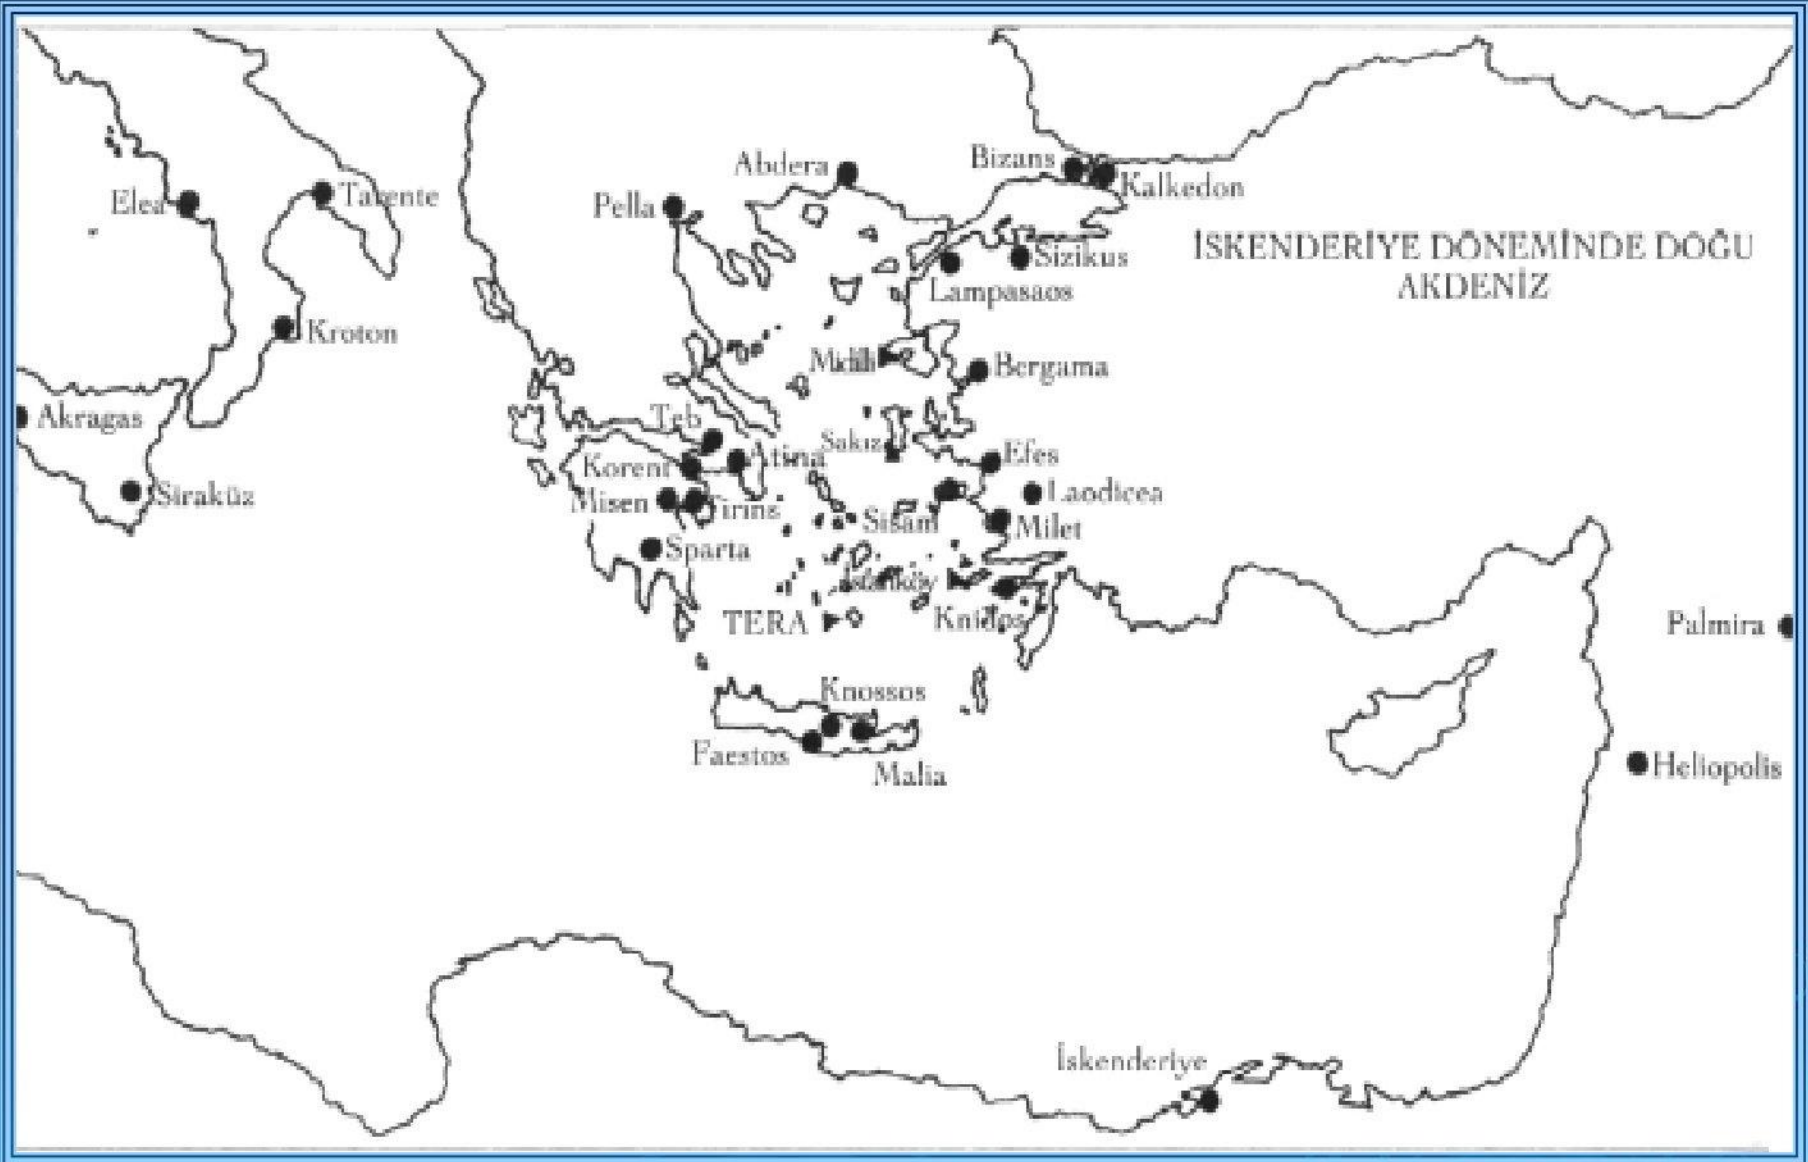 Bizans
Abdera
Kalkedon
Elea
Tarente
Pella
İSKENDERİYE DÖNEMİNDE DOĞU
AKDENİZ
Sizikus
Lampasaos
Kroton
Midilli
Bergama
Akragas
Teb
Sakız
Atina
Efes
Korent
Siraküz
Misen
Tirins
Laodicea
Sisam
Milet
Sparta
İstanköy
TERA
Knidos
Palmira
Knossos
Faestos
Malia
Heliopolis
İskenderiye